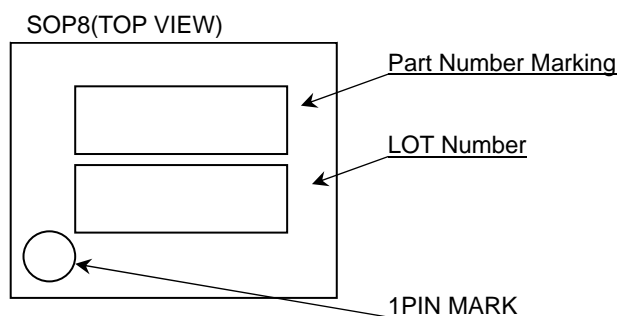 SOP8(TOP VIEW)
Part Number Marking
LOT Number
1PIN MARK